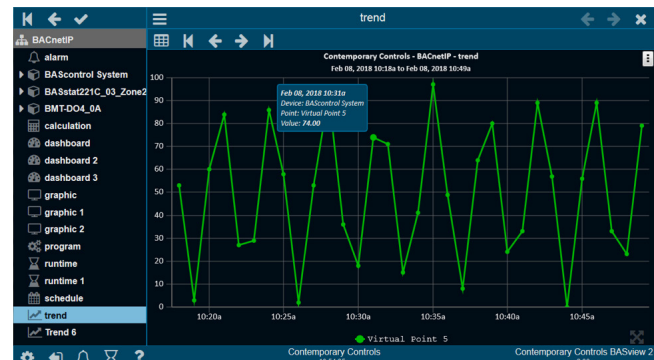 trend
BACnetIP
alarm
BAScontrol System
BASstat221C_03_Zone2
BMT-DO4_0A
calculation
dashboard
dashboard 2
dashboard 3
graphic
graphic 1
graphic 2
program
runtime
runtime 1
schedule
trend
Trend 6
?
Contemporary Controls - BACnetIP - trend
Feb 08, 2018 10:18a to Feb 08, 2018 10:49a
Feb 08, 2018 10:31a
Device: BAScontrol System
Point: Virtual Point 5
Value: 74.00
100
90
80
70
60
50
40
30
20
10
0
10:20a
10:25a
10:30a
10:35a
10:40a
10:45a
Virtual Point 5
Contemporary Controls
Contemporary Controls BASview 2